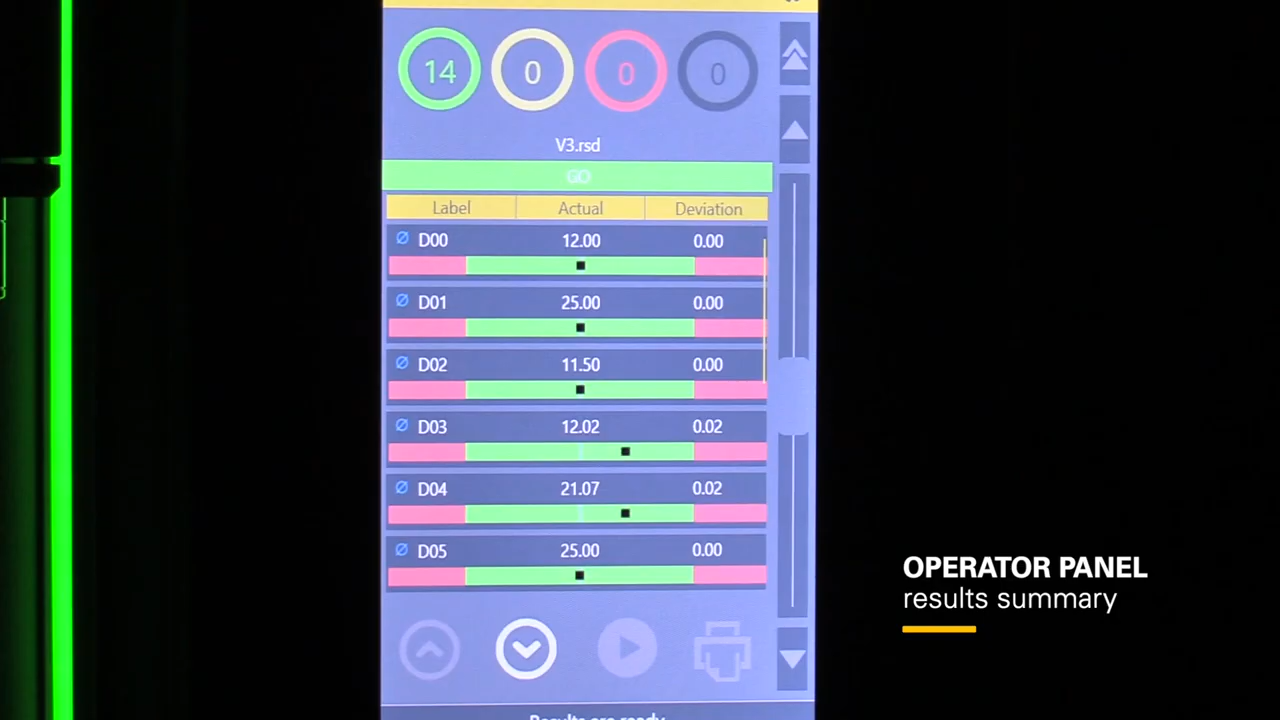 14 0 0 0
V3.rsd
GO
Label Actual Deviation
Ø D00 12.00 0.00
Ø D01 25.00 0.00
Ø D02 11.50 0.00
Ø D03 12.02 0.02
Ø D04 21.07 0.02
Ø D05 25.00 0.00
Results are ready
OPERATOR PANEL
results summary